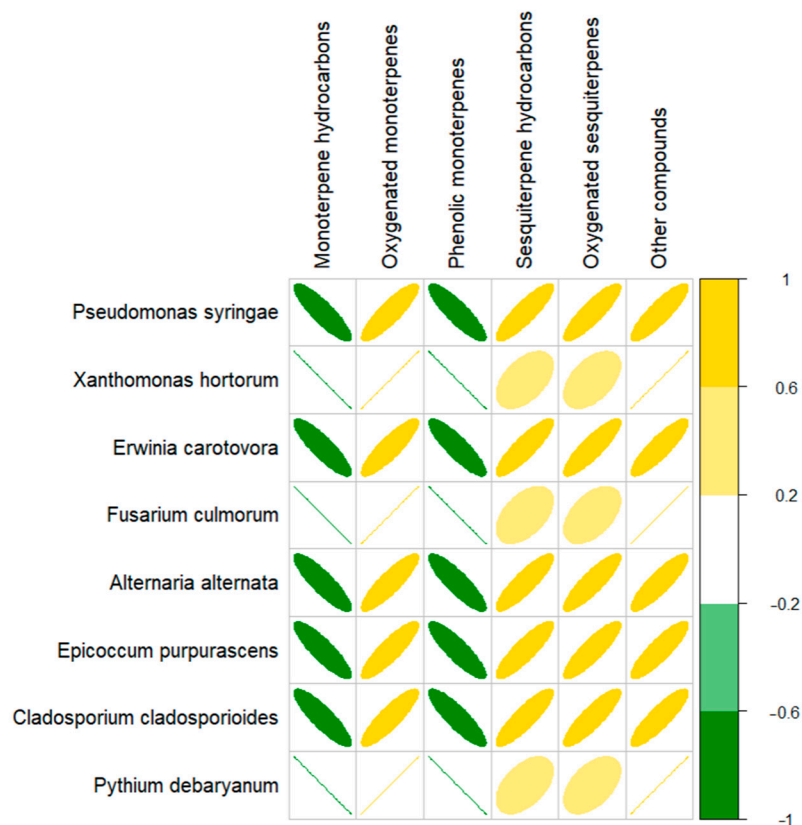 Monoterpene hydrocarbons
Oxygenated monoterpenes
Phenolic monoterpenes
Sesquiterpene hydrocarbons
Oxygenated sesquiterpenes
Other compounds
Pseudomonas syringae
Xanthomonas hortorum
Erwinia carotovora
Fusarium culmorum
Alternaria alternata
Epicoccum purpurascens
Cladosporium cladosporioides
Pythium debaryanum
1
0.6
0.2
-0.2
-0.6
-1